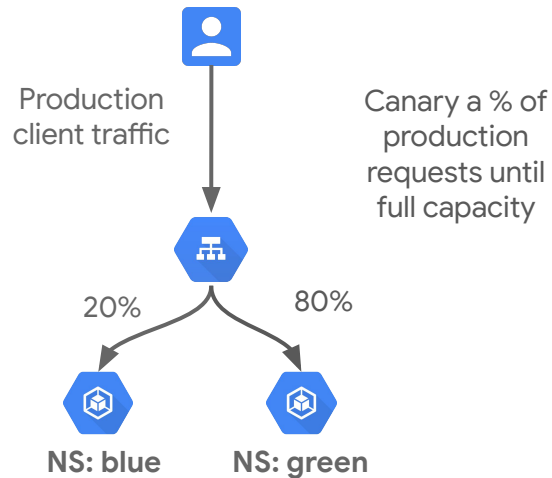 Production
client traffic
Canary a % of
production
requests until
full capacity
20%
80%
NS: blue
NS: green